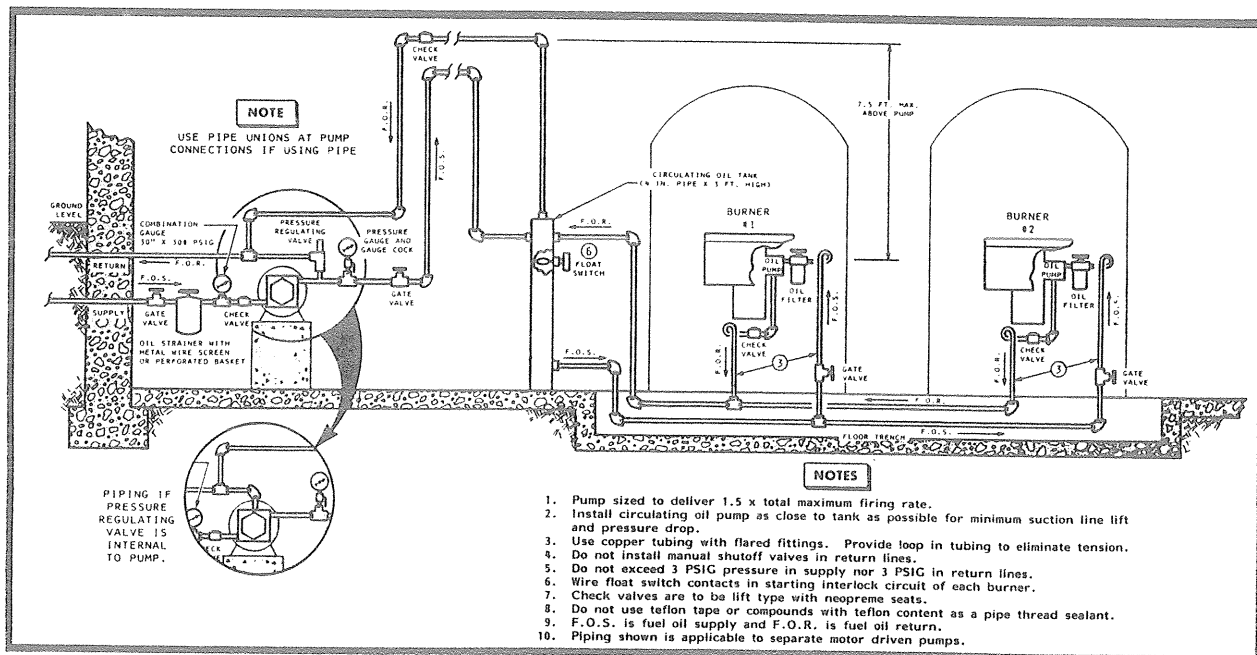 CHECK
VALVE
NOTE
USE PIPE UNIONS AT PUMP
CONNECTIONS IF USING PIPE
F.O.R.
F.O.S.
7.5 FT. MAX.
ABOVE PUMP
CIRCULATING OIL TANK
(4 IN. PIPE X 3 FT. HIGH)
GROUND
LEVEL
COMBINATION
GAUGE
30" X 300 PSIG
PRESSURE
REGULATING
VALVE
PRESSURE
GAUGE AND
GAUGE COCK
F.O.R.
6
FLOAT
SWITCH
BURNER
#1
OIL
PUMP
OIL
FILTER
BURNER
#2
OIL
PUMP
OIL
FILTER
RETURN
F.O.R.
F.O.S.
SUPPLY
GATE
VALVE
CHECK
VALVE
GATE
VALVE
OIL STRAINER WITH
METAL WIRE SCREEN
OR PERFORATED BASKET
F.O.S.
F.O.R.
CHECK
VALVE
3
F.O.S.
GATE
VALVE
F.O.R.
CHECK
VALVE
3
F.O.S.
GATE
VALVE
F.O.R.
F.O.S.
FLOOR TRENCH
PIPING IF
PRESSURE
REGULATING
VALVE IS
INTERNAL
TO PUMP.
CHECK
NOTES
1. Pump sized to deliver 1.5 x total maximum firing rate.
2. Install circulating oil pump as close to tank as possible for minimum suction line lift
and pressure drop.
3. Use copper tubing with flared fittings. Provide loop in tubing to eliminate tension.
4. Do not install manual shutoff valves in return lines.
5. Do not exceed 3 PSIG pressure in supply nor 3 PSIG in return lines.
6. Wire float switch contacts in starting interlock circuit of each burner.
7. Check valves are to be lift type with neopreme seats.
8. Do not use teflon tape or compounds with teflon content as a pipe thread sealant.
9. F.O.S. is fuel oil supply and F.O.R. is fuel oil return.
10. Piping shown is applicable to separate motor driven pumps.